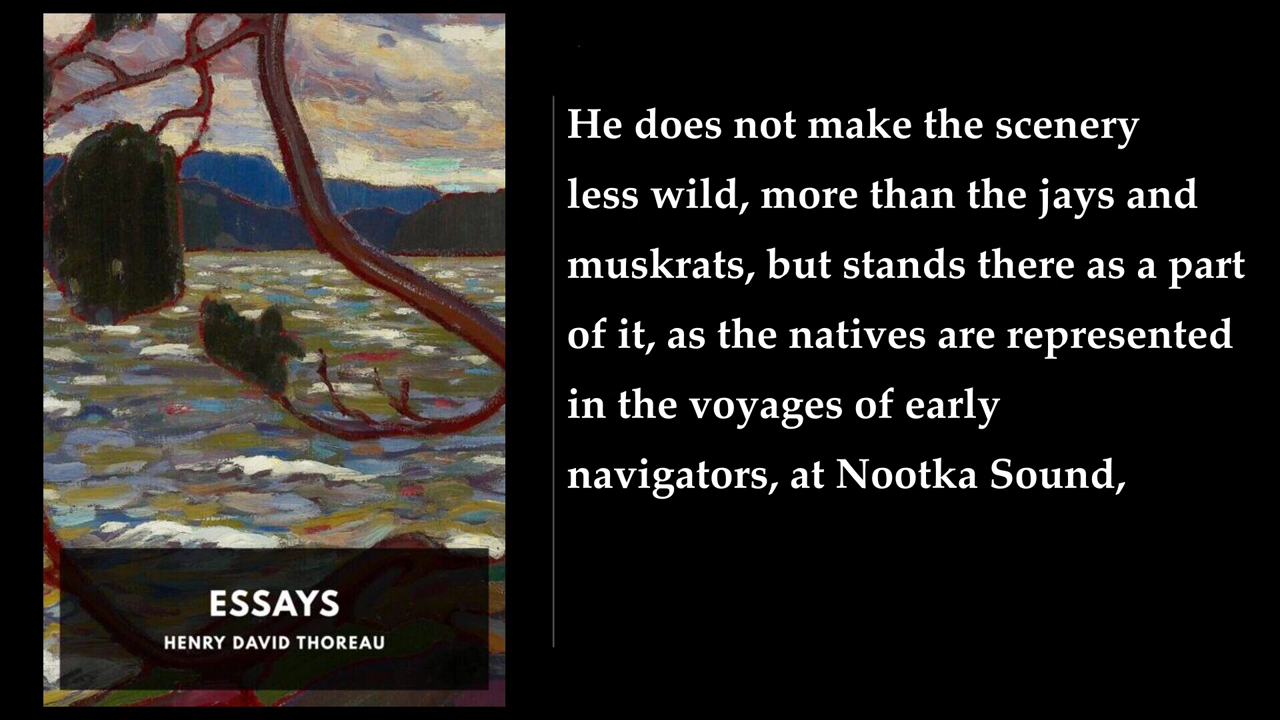 He does not make the scenery
less wild, more than the jays and
muskrats, but stands there as a part
of it, as the natives are represented
in the voyages of early
navigators, at Nootka Sound,
ESSAYS
HENRY DAVID THOREAU